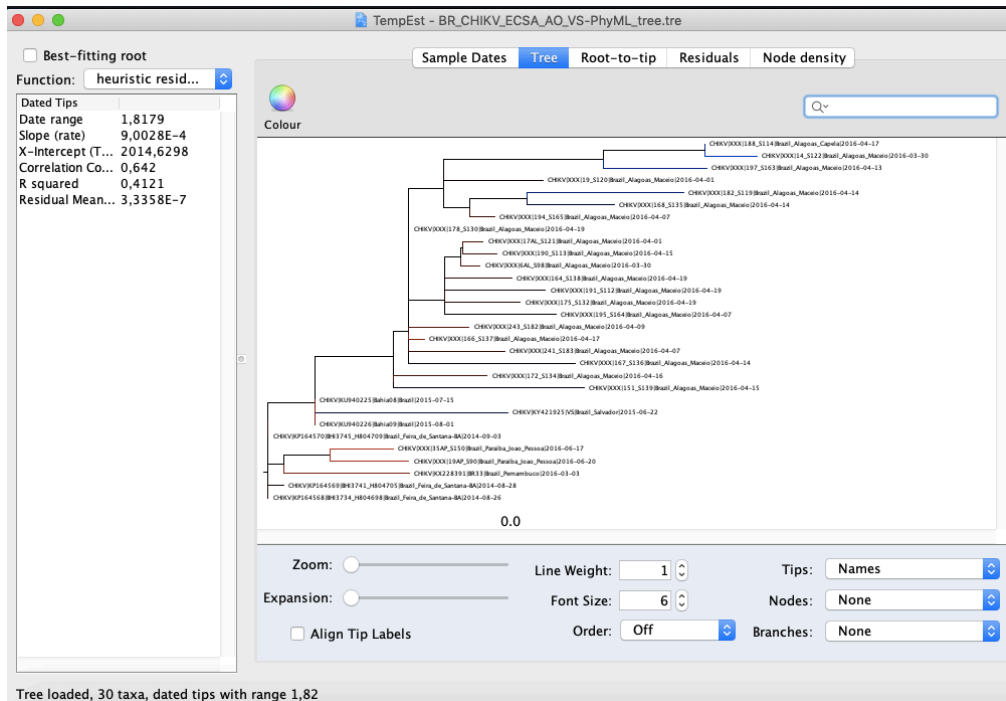 TempEst - BR_CHIKV_ECSA_AO_VS-PhyML_tree.tre
Best-fitting root
Function: heuristic resid...
Dated Tips
Date range 1,8179
Slope (rate) 9,0028E-4
X-Intercept (T... 2014,6298
Correlation Co... 0,642
R squared 0,4121
Residual Mean... 3,3358E-7
Sample Dates Tree Root-to-tip Residuals Node density
Colour
CHIKV|XXX|188_S114|Brazil_Alagoas_Capela|2016-04-17
CHIKV|XXX|14_S122|Brazil_Alagoas_Maceio|2016-03-30
CHIKV|XXX|197_S163|Brazil_Alagoas_Maceio|2016-04-13
CHIKV|XXX|19_S120|Brazil_Alagoas_Maceio|2016-04-01
CHIKV|XXX|182_S119|Brazil_Alagoas_Maceio|2016-04-14
CHIKV|XXX|168_S135|Brazil_Alagoas_Maceio|2016-04-14
CHIKV|XXX|194_S165|Brazil_Alagoas_Maceio|2016-04-07
CHIKV|XXX|178_S130|Brazil_Alagoas_Maceio|2016-04-19
CHIKV|XXX|17AL_S121|Brazil_Alagoas_Maceio|2016-04-01
CHIKV|XXX|190_S113|Brazil_Alagoas_Maceio|2016-04-15
CHIKV|XXX|6AL_S98|Brazil_Alagoas_Maceio|2016-03-30
CHIKV|XXX|164_S138|Brazil_Alagoas_Maceio|2016-04-19
CHIKV|XXX|191_S112|Brazil_Alagoas_Maceio|2016-04-19
CHIKV|XXX|175_S132|Brazil_Alagoas_Maceio|2016-04-19
CHIKV|XXX|195_S164|Brazil_Alagoas_Maceio|2016-04-07
CHIKV|XXX|243_S182|Brazil_Alagoas_Maceio|2016-04-09
CHIKV|XXX|166_S137|Brazil_Alagoas_Maceio|2016-04-17
CHIKV|XXX|241_S183|Brazil_Alagoas_Maceio|2016-04-07
CHIKV|XXX|167_S136|Brazil_Alagoas_Maceio|2016-04-14
CHIKV|XXX|172_S134|Brazil_Alagoas_Maceio|2016-04-16
CHIKV|XXX|151_S139|Brazil_Alagoas_Maceio|2016-04-15
CHIKV|KU940225|Bahia08|Brazil|2015-07-15
CHIKV|KY421925|VS|Brazil_Salvador|2015-06-22
CHIKV|KU940226|Bahia09|Brazil|2015-08-01
CHIKV|KP164570|BHI3745_H804709|Brazil_Feira_de_Santana-BA|2014-09-03
CHIKV|XXX|35AP_S150|Brazil_Paraiba_Joao_Pessoa|2016-06-17
CHIKV|XXX|19AP_S90|Brazil_Paraiba_Joao_Pessoa|2016-06-20
CHIKV|KX228391|BR33|Brazil_Pernambuco|2016-03-03
CHIKV|KP164569|BHI3741_H804705|Brazil_Feira_de_Santana-BA|2014-08-28
CHIKV|KP164568|BHI3734_H804698|Brazil_Feira_de_Santana-BA|2014-08-26
0.0
Zoom: Line Weight: 1 Tips: Names
Expansion: Font Size: 6 Nodes: None
Align Tip Labels Order: Off Branches: None
Tree loaded, 30 taxa, dated tips with range 1,82